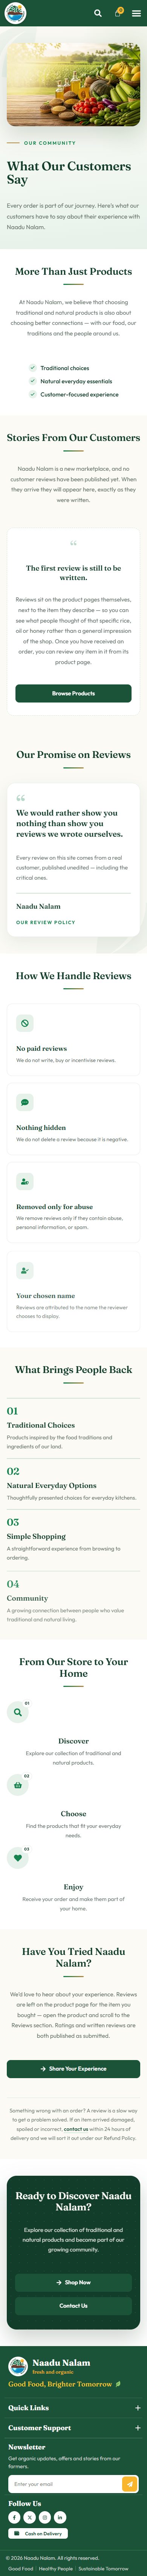 0
OUR COMMUNITY
What Our Customers
Say
Every order is part of our journey. Here's what our
customers have to say about their experience with
Naadu Nalam.
More Than Just Products
At Naadu Nalam, we believe that choosing
traditional and natural products is also about
choosing better connections — with our food, our
traditions and the people around us.
Traditional choices
Natural everyday essentials
Customer-focused experience
Stories From Our Customers
Naadu Nalam is a new marketplace, and no
customer reviews have been published yet. When
they arrive they will appear here, exactly as they
were written.
The first review is still to be
written.
Reviews sit on the product pages themselves,
next to the item they describe — so you can
see what people thought of that specific rice,
oil or honey rather than a general impression
of the shop. Once you have received an
order, you can review any item in it from its
product page.
Browse Products
Our Promise on Reviews
We would rather show you
nothing than show you
reviews we wrote ourselves.
Every review on this site comes from a real
customer, published unedited — including the
critical ones.
Naadu Nalam
OUR REVIEW POLICY
How We Handle Reviews
No paid reviews
We do not write, buy or incentivise reviews.
Nothing hidden
We do not delete a review because it is negative.
Removed only for abuse
We remove reviews only if they contain abuse,
personal information, or spam.
Your chosen name
Reviews are attributed to the name the reviewer
chooses to display.
What Brings People Back
01
Traditional Choices
Products inspired by the food traditions and
ingredients of our land.
02
Natural Everyday Options
Thoughtfully presented choices for everyday kitchens.
03
Simple Shopping
A straightforward experience from browsing to
ordering.
04
Community
A growing connection between people who value
traditional and natural living.
From Our Store to Your
Home
01
Discover
Explore our collection of traditional and
natural products.
02
Choose
Find the products that fit your everyday
needs.
03
Enjoy
Receive your order and make them part of
your home.
Have You Tried Naadu
Nalam?
We'd love to hear about your experience. Reviews
are left on the product page for the item you
bought — open the product and scroll to the
Reviews section. Ratings and written reviews are
both published as submitted.
Share Your Experience
Something wrong with an order? A review is a slow way
to get a problem solved. If an item arrived damaged,
spoiled or incorrect, contact us within 24 hours of
delivery and we will sort it out under our Refund Policy.
Ready to Discover Naadu
Nalam?
Explore our collection of traditional and
natural products and become part of our
growing community.
Shop Now
Contact Us
Naadu Nalam
fresh and organic
Good Food, Brighter Tomorrow
Quick Links
Customer Support
Newsletter
Get organic updates, offers and stories from our
farmers.
Enter your email
Follow Us
Cash on Delivery
© 2026 Naadu Nalam. All rights reserved.
Good Food | Healthy People | Sustainable Tomorrow